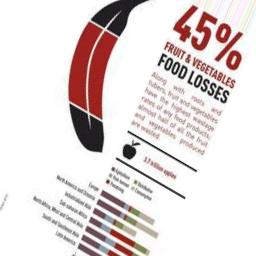 45%
FRUIT & VEGETABLES
FOOD LOSSES
Along with roots and
tubers, fruit and vegetables
have the highest wastage
rates of any food products;
almost half of all the fruit
and vegetables produced
are wasted.
3.7 trillion apples
Agriculture
Distribution
Post-harvest
Consumption
Processing
Europe
North America and Oceania
Industrialized Asia
Sub-saharan Africa
North Africa, West and Central Asia
South and Southeast Asia
Latin America